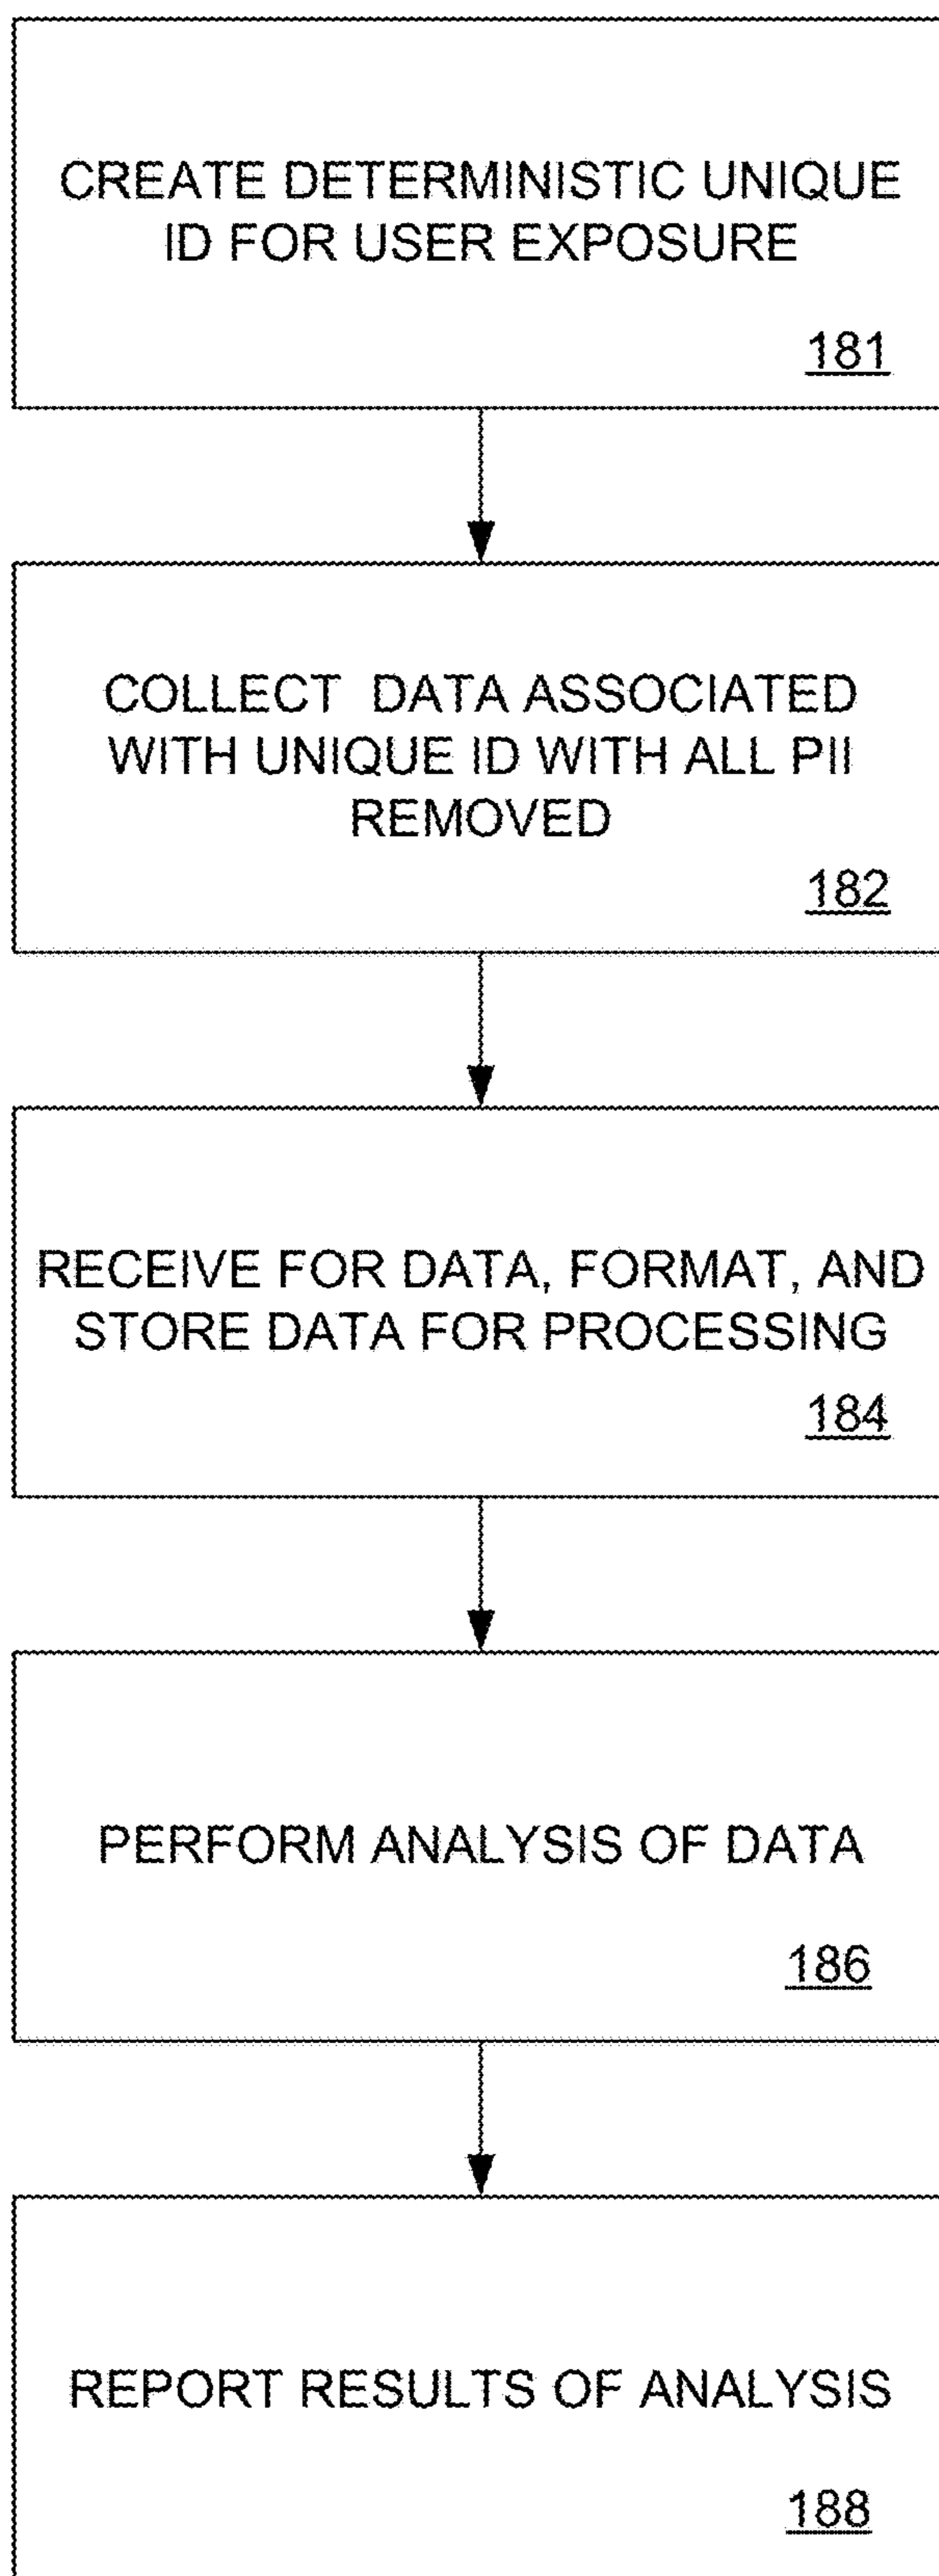 CREATE DETERMINISTIC UNIQUE
ID FOR USER EXPOSURE
181
COLLECT DATA ASSOCIATED
WITH UNIQUE ID WITH ALL PII
REMOVED
182
RECEIVE FOR DATA, FORMAT, AND
STORE DATA FOR PROCESSING
184
PERFORM ANALYSIS OF DATA
186
REPORT RESULTS OF ANALYSIS
188